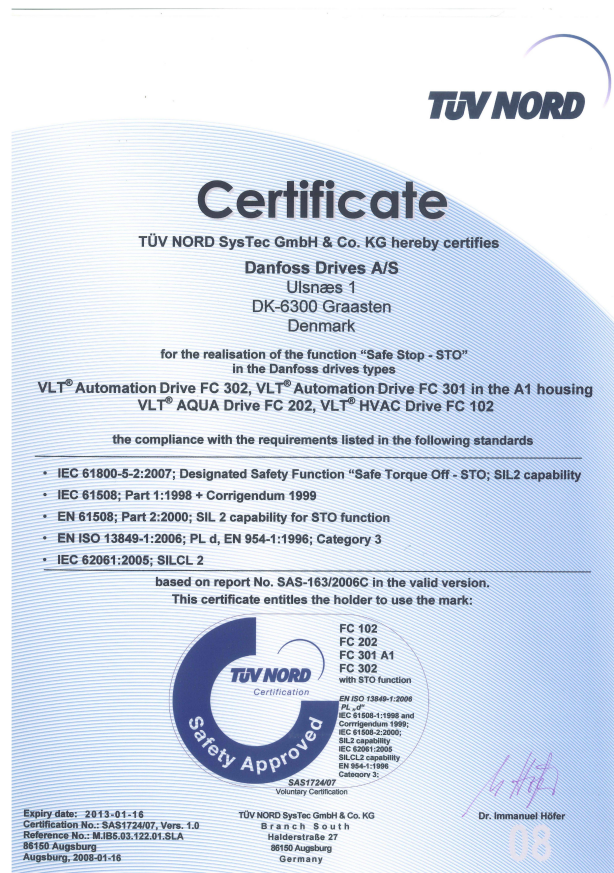 TÜV NORD
Certificate
TÜV NORD SysTec GmbH & Co. KG hereby certifies
Danfoss Drives A/S
Ulsnæs 1
DK-6300 Graasten
Denmark
for the realisation of the function “Safe Stop - STO”
in the Danfoss drives types
VLT® Automation Drive FC 302, VLT® Automation Drive FC 301 in the A1 housing
VLT® AQUA Drive FC 202, VLT® HVAC Drive FC 102
the compliance with the requirements listed in the following standards
• IEC 61800-5-2:2007; Designated Safety Function “Safe Torque Off - STO; SIL2 capability
• IEC 61508; Part 1:1998 + Corrigendum 1999
• EN 61508; Part 2:2000; SIL 2 capability for STO function
• EN ISO 13849-1:2006; PL d, EN 954-1:1996; Category 3
• IEC 62061:2005; SILCL 2
based on report No. SAS-163/2006C in the valid version.
This certificate entitles the holder to use the mark:
TÜV NORD
Certification
Safety Approved
FC 102
FC 202
FC 301 A1
FC 302
with STO function
EN ISO 13849-1:2006
PL „d"
IEC 61508-1:1998 and
Corrrigendum 1999;
IEC 61508-2:2000;
SIL2 capability
IEC 62061:2005
SILCL2 capability
EN 954-1:1996
Category 3;
SAS1724/07
Voluntary Certification
Expiry date: 2013-01-16
Certification No.: SAS1724/07, Vers. 1.0
Reference No.: M.IB5.03.122.01.SLA
86150 Augsburg
Augsburg, 2008-01-16
TÜV NORD SysTec GmbH & Co. KG
Branch South
Halderstraße 27
86150 Augsburg
Germany
Dr. Immanuel Höfer
08